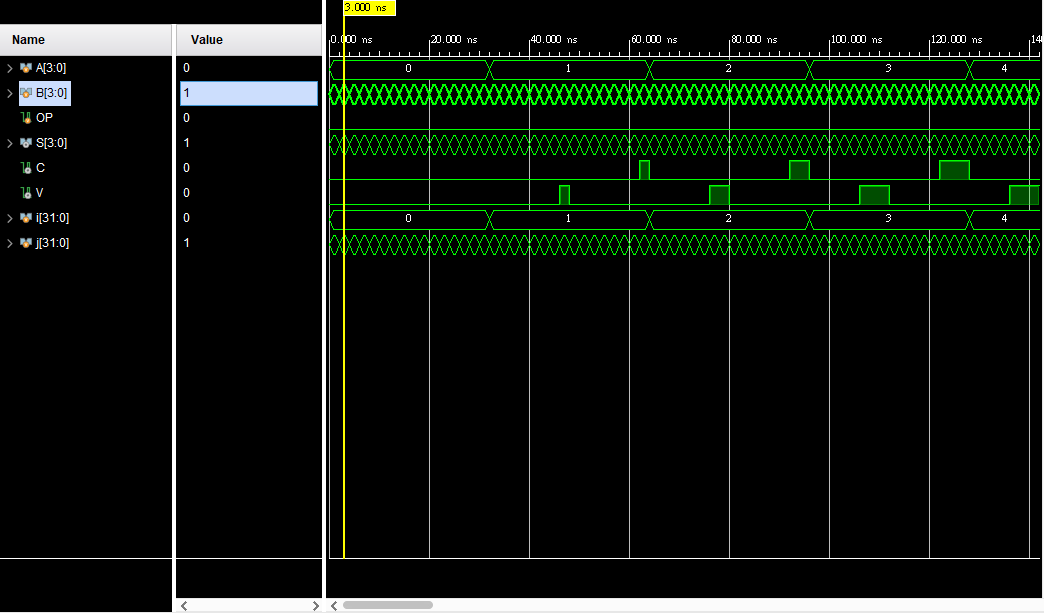 3.000 ns
Name Value
0.000 ns 20.000 ns 40.000 ns 60.000 ns 80.000 ns 100.000 ns 120.000 ns 14
A[3:0] 0 0 1 2 3 4
B[3:0] 1
OP 0
S[3:0] 1
C 0
V 0
i[31:0] 0 0 1 2 3 4
j[31:0] 1